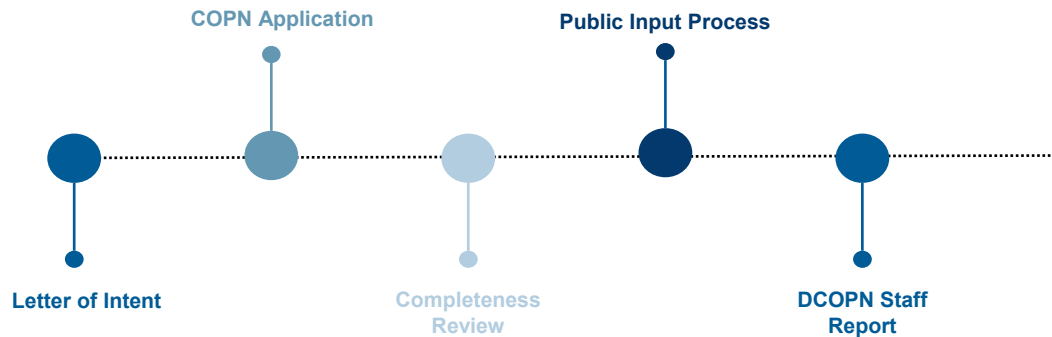 COPN Application
Public Input Process
Letter of Intent
Completeness
Review
DCOPN Staff
Report